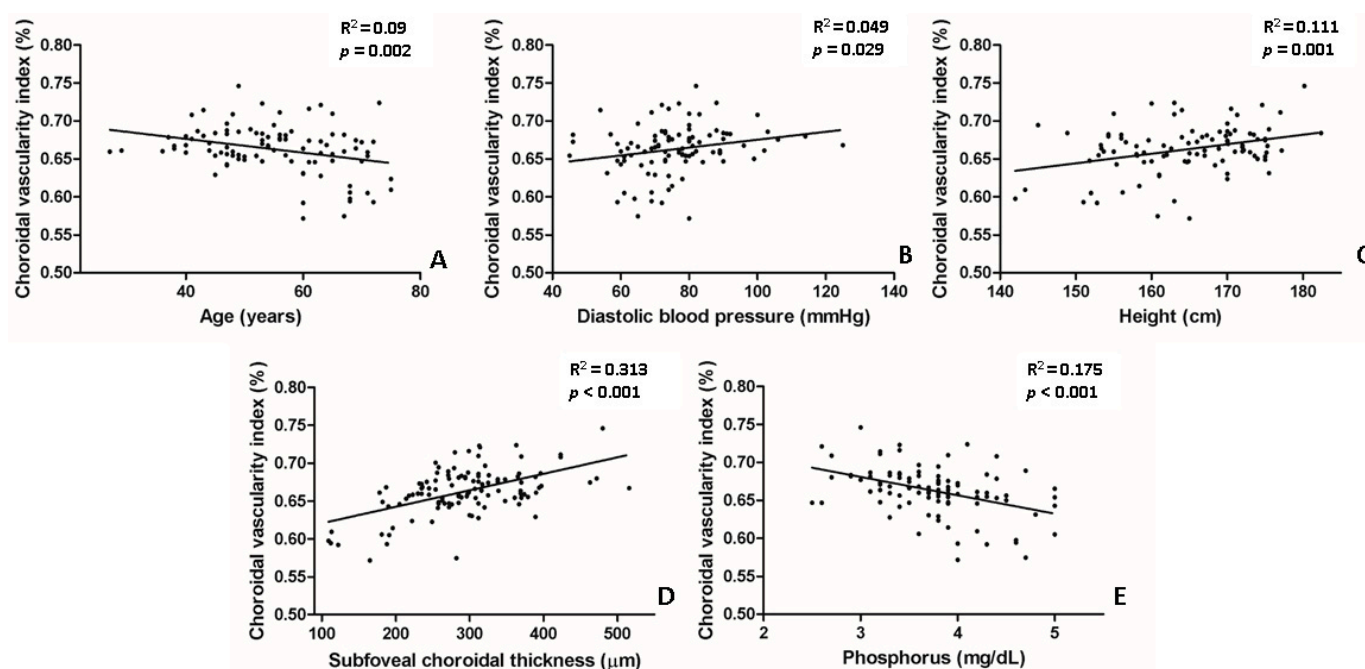 R² = 0.09
p = 0.002
Choroidal vascularity index (%)
0.80
0.75
0.70
0.65
0.60
0.55
0.50
40 60 80
Age (years)
A
R² = 0.049
p = 0.029
Choroidal vascularity index (%)
0.80
0.75
0.70
0.65
0.60
0.55
0.50
40 60 80 100 120 140
Diastolic blood pressure (mmHg)
B
R² = 0.111
p = 0.001
Choroidal vascularity index (%)
0.80
0.75
0.70
0.65
0.60
0.55
0.50
140 150 160 170 180
Height (cm)
C
R² = 0.313
p < 0.001
Choroidal vascularity index (%)
0.80
0.75
0.70
0.65
0.60
0.55
0.50
100 200 300 400 500
Subfoveal choroidal thickness (μm)
D
R² = 0.175
p < 0.001
Choroidal vascularity index (%)
0.80
0.75
0.70
0.65
0.60
0.55
0.50
2 3 4 5
Phosphorus (mg/dL)
E